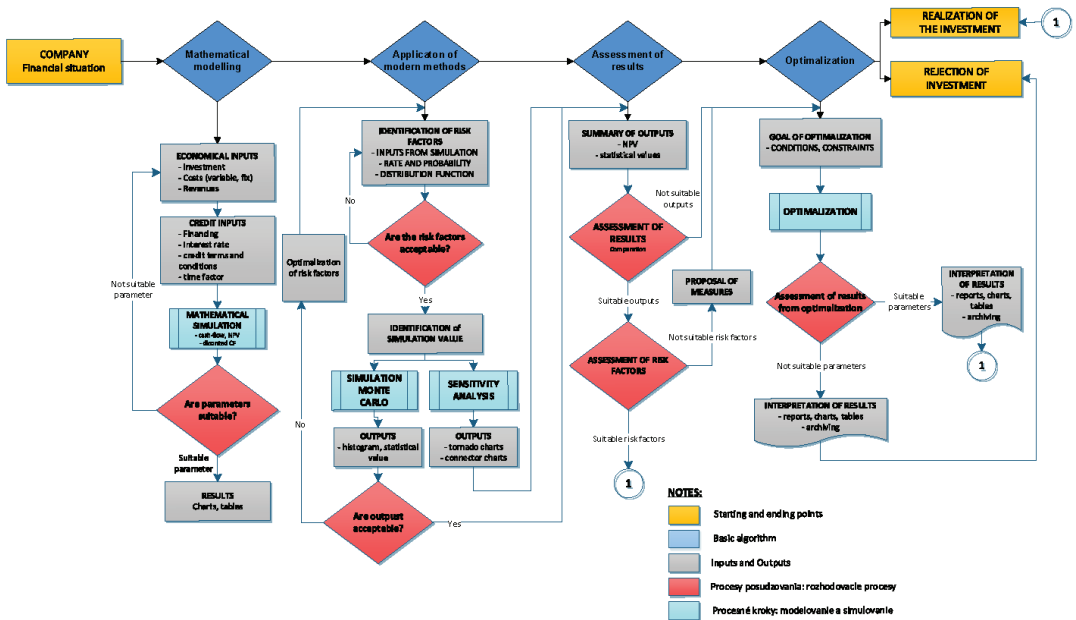 COMPANY
Financial situation
Mathematical
modelling
Applicaton of
modern methods
Assessment of
results
Optimalization
REALIZATION OF
THE INVESTMENT
1
REJECTION OF
INVESTMENT
ECONOMICAL INPUTS
- Investment
- Costs (variable, fix)
- Revenues
CREDIT INPUTS
- Financing
- Interest rate
- credit terms and
conditions
- time factor
Not suitable
parameter
MATHEMATICAL
SIMULATION
- cash-flow, NPV
- disconted CF
Are parameters
suitable?
Suitable
parameter
RESULTS
Charts, tables
IDENTIFICATION OF RISK
FACTORS
- INPUTS FROM SIMULATION
- RATE AND PROBABILITY
- DISTRIBUTION FUNCTION
No
Are the risk factors
acceptable?
Optimalization
of risk factors
Yes
IDENTIFICATION of
SIMULATION VALUE
SIMULATION
MONTE
CARLO
SENSITIVITY
ANALYSIS
No
OUTPUTS
- histogram, statistical
value
OUTPUTS
- tornado charts
- connector charts
Are outpust
acceptable?
Yes
SUMMARY OF OUTPUTS
- NPV
- statistical values
Not suitable
outputs
ASSESSMENT OF
RESULTS
Comparation
Suitable outputs
PROPOSAL OF
MEASURES
Not suitable risk factors
ASSESSMENT OF RISK
FACTORS
Suitable risk factors
1
GOAL OF OPTIMALIZATION
- CONDITIONS, CONSTRAINTS
OPTIMALIZATION
Assessment of results
from optimalization
Suitable
parameters
INTERPRETATION
OF RESULTS
- reports, charts,
tables
- archiving
1
Not suitable parameters
INTERPRETATION OF RESULTS
- reports, charts, tables
- archiving
NOTES:
Starting and ending points
Basic algorithm
Inputs and Outputs
Procesy posudzovania: rozhodovacie procesy
Procesné kroky: modelovanie a simulovanie